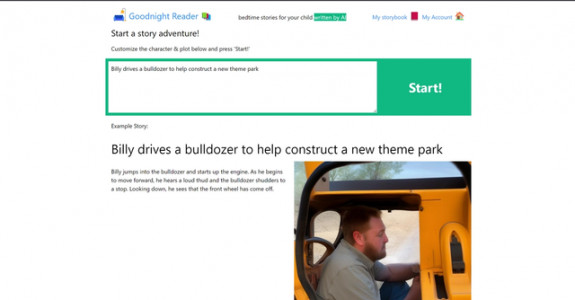 Goodnight Reader
bedtime stories for your child written by AI
My storybook
My Account
Start a story adventure!
Customize the character & plot below and press 'Start!'
Billy drives a bulldozer to help construct a new theme park
Start!
Example Story:
Billy drives a bulldozer to help construct a new theme park
Billy jumps into the bulldozer and starts up the engine. As he begins
to move forward, he hears a loud thud and the bulldozer shudders to
a stop. Looking down, he sees that the front wheel has come off.